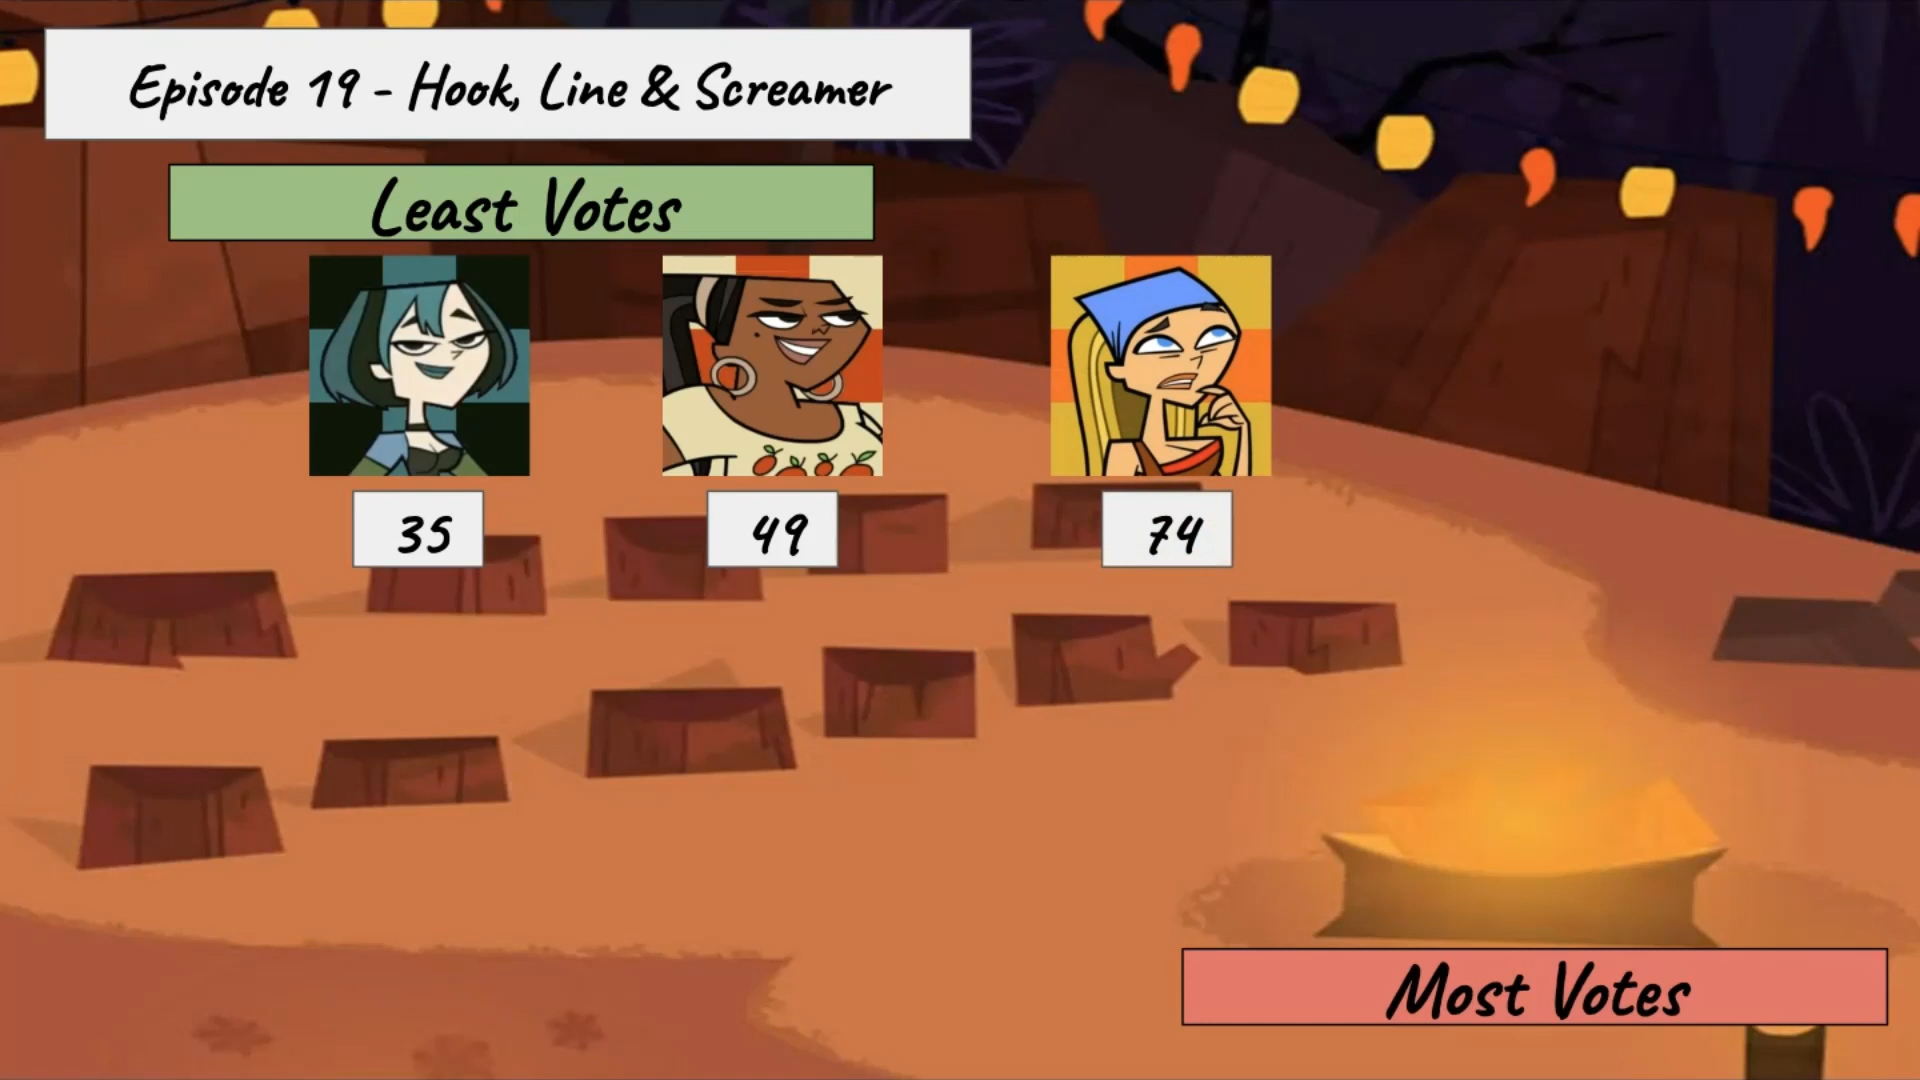 Episode 19 - Hook, Line & Screamer
Least Votes
35
49
74
Most Votes